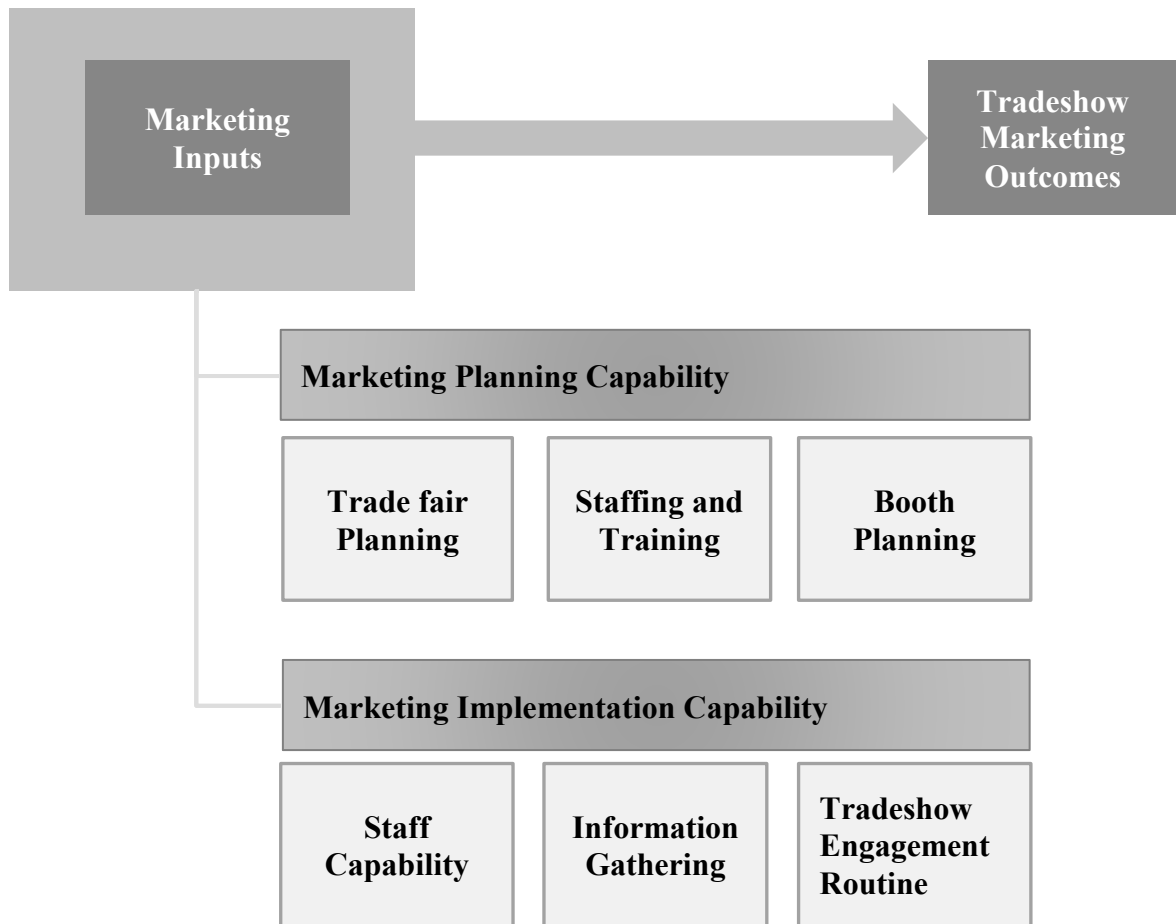 Marketing
Inputs
Tradeshow
Marketing
Outcomes
Marketing Planning Capability
Trade fair
Planning
Staffing and
Training
Booth
Planning
Marketing Implementation Capability
Staff
Capability
Information
Gathering
Tradeshow
Engagement
Routine